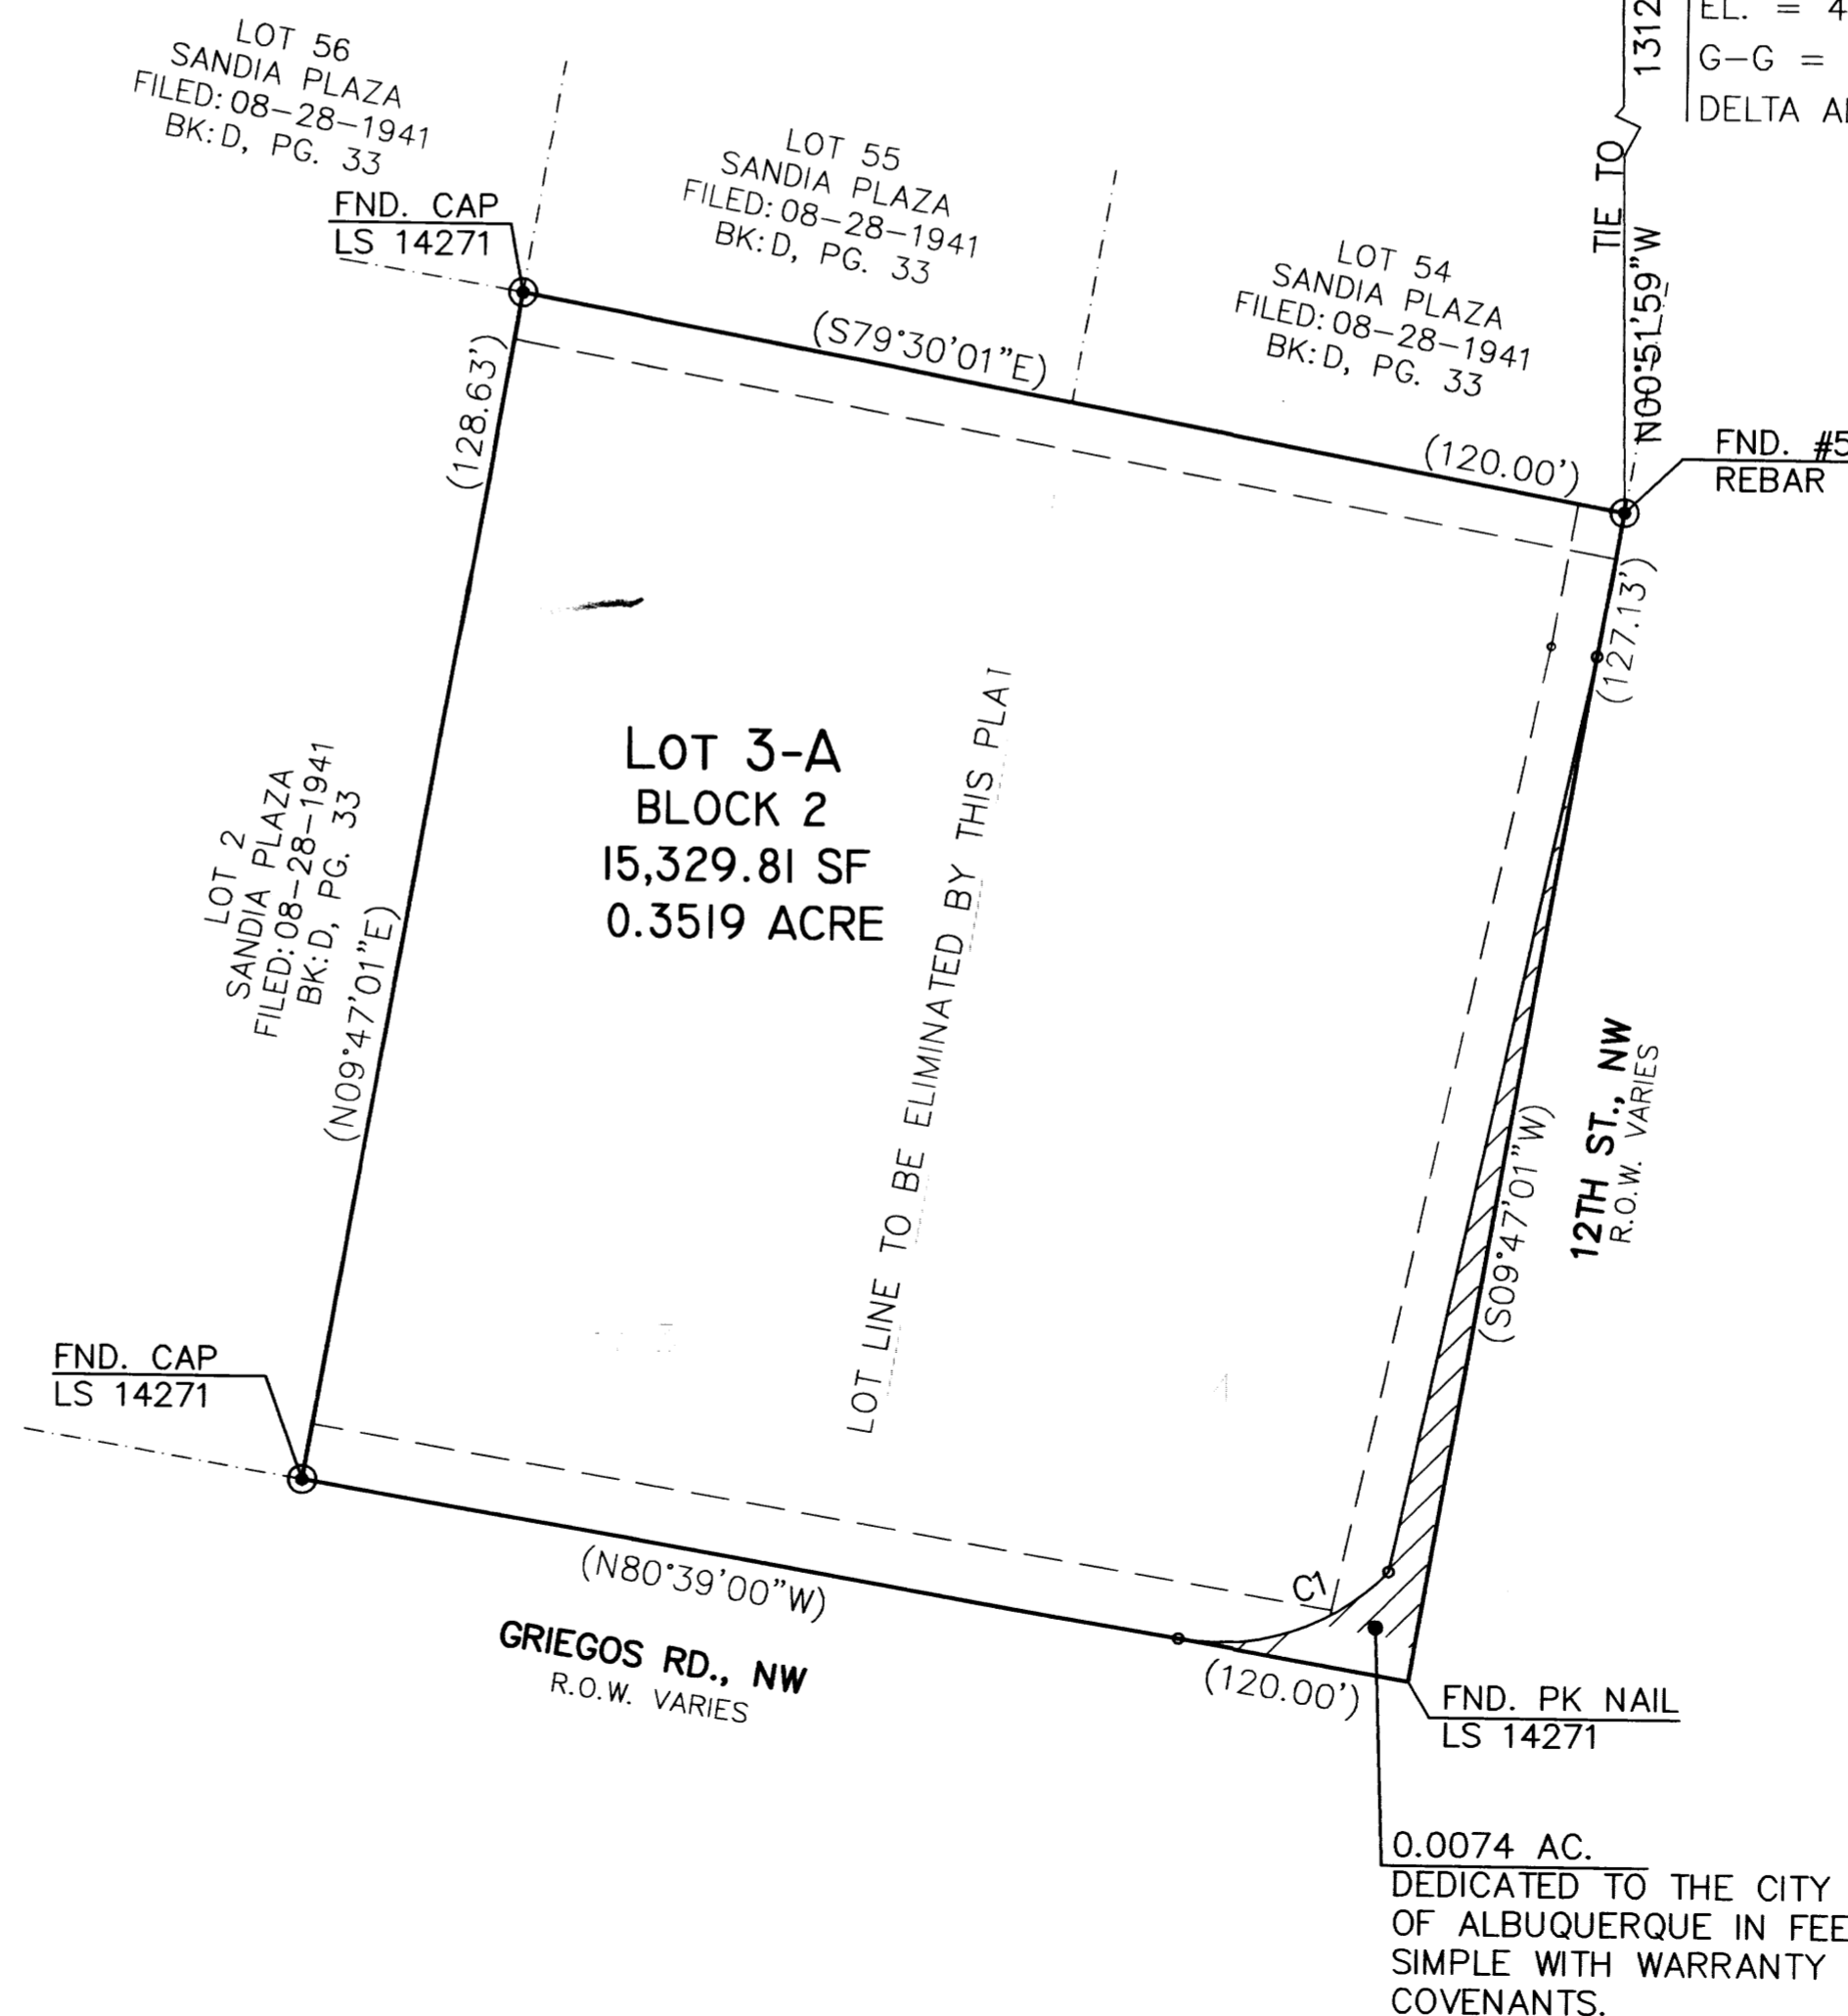 LOT 56
SANDIA PLAZA
FILED: 08-28-1941
BK: D, PG. 33
LOT 55
SANDIA PLAZA
FILED: 08-28-1941
BK: D, PG. 33
LOT 54
SANDIA PLAZA
FILED: 08-28-1941
BK: D, PG. 33
EL. = 4
G-G =
DELTA
TIE TO 1312
N00°51'59"W
FND. CAP
LS 14271
(S79°30'01"E)
(120.00')
FND. #5
REBAR
(128.63')
(127.13')
LOT 3-A
BLOCK 2
15,329.81 SF
0.3519 ACRE
LOT LINE TO BE ELIMINATED BY THIS PLAT
LOT 2
SANDIA PLAZA
FILED: 08-28-1941
BK: D, PG. 33
(N09°47'01"E)
12TH ST., NW
R.O.W. VARIES
(S09°47'01"W)
FND. CAP
LS 14271
(N80°39'00"W)
C1
GRIEGOS RD., NW
R.O.W. VARIES
(120.00')
FND. PK NAIL
LS 14271
0.0074 AC.
DEDICATED TO THE CITY
OF ALBUQUERQUE IN FEE
SIMPLE WITH WARRANTY
COVENANTS.